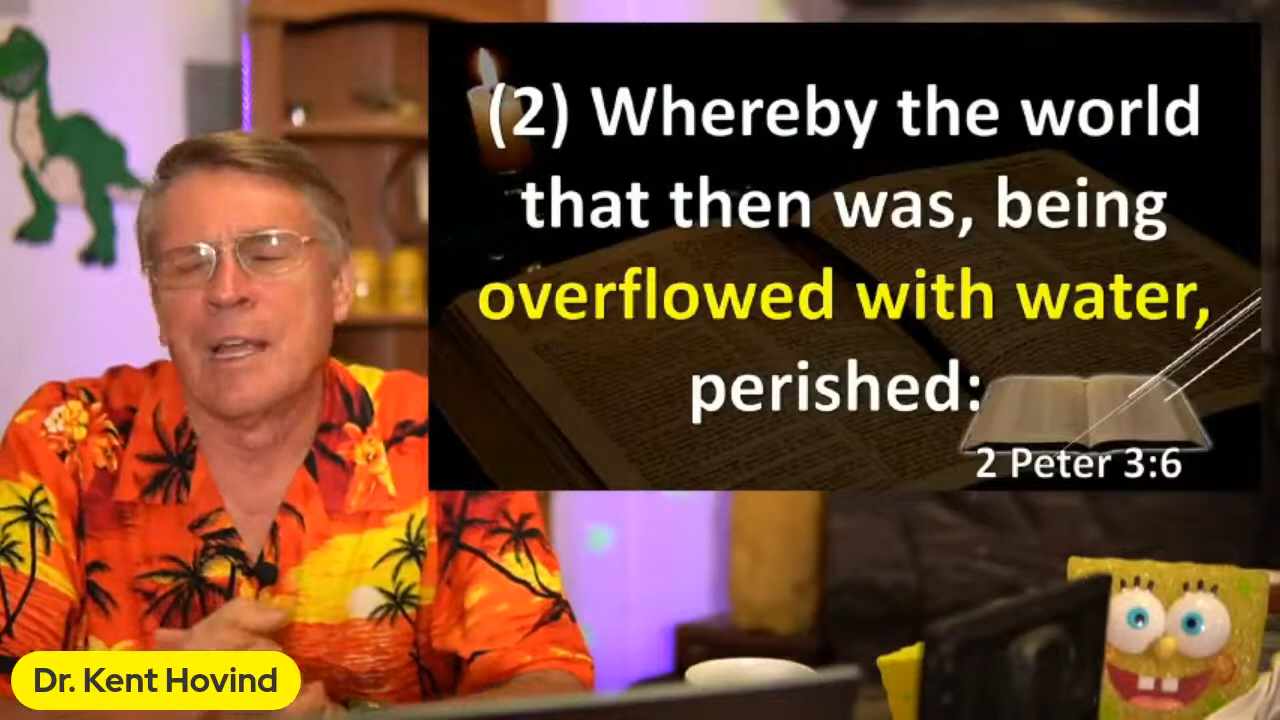 (2) Whereby the world
that then was, being
overflowed with water,
perished:
2 Peter 3:6
Dr. Kent Hovind